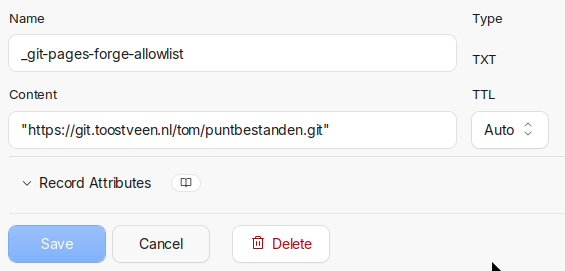 Name
Type
_git-pages-forge-allowlist
TXT
Content
TTL
"https://git.toostveen.nl/tom/puntbestanden.git"
Auto
Record Attributes
Save
Cancel
Delete